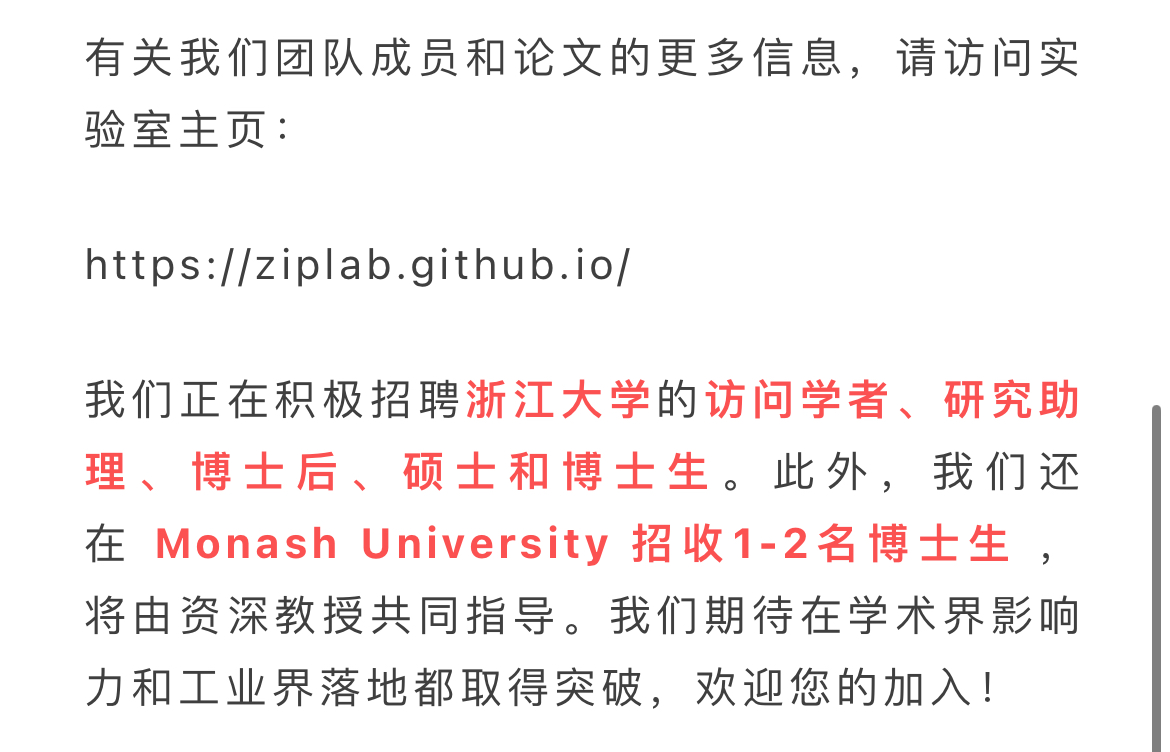 有关我们团队成员和论文的更多信息，请访问实
验室主页：
https://ziplab.github.io/
我们正在积极招聘浙江大学的访问学者、研究助
理、博士后、硕士和博士生。此外，我们还
在 Monash University 招收1-2名博士生 ，
将由资深教授共同指导。我们期待在学术界影响
力和工业界落地都取得突破，欢迎您的加入！